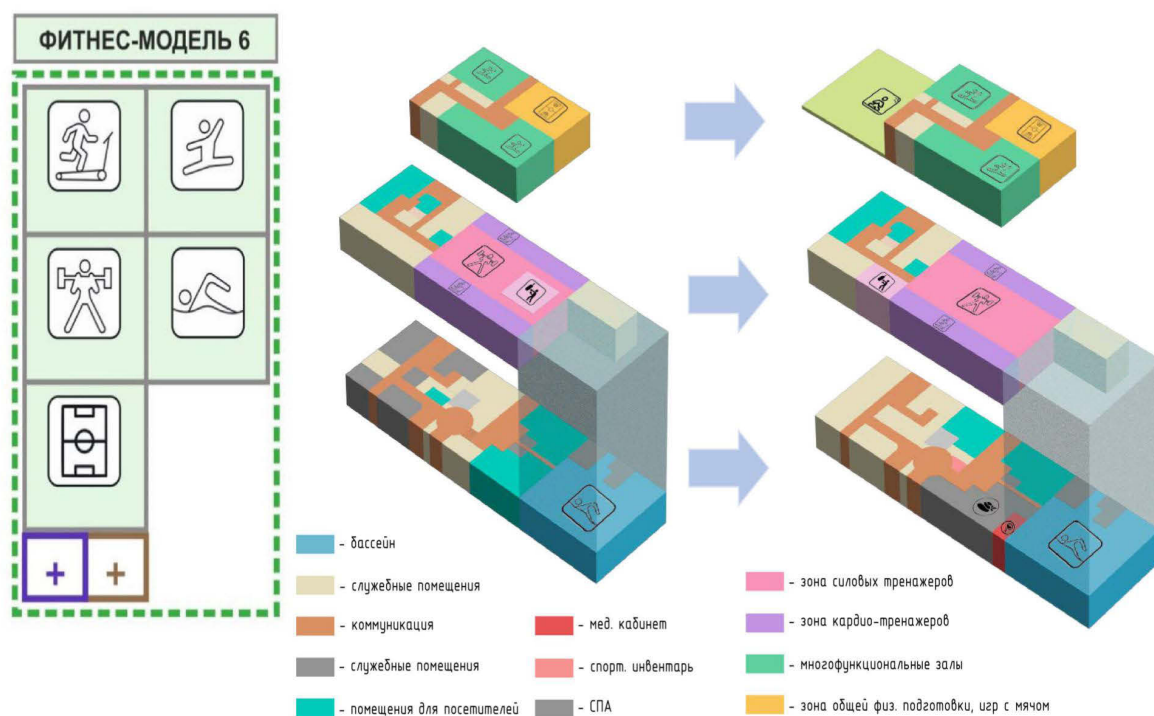 ФИТНЕС-МОДЕЛЬ 6
+ +
- бассейн
- служебные помещения
- коммуникация
- служебные помещения
- помещения для посетителей
- мед. кабинет
- спорт. инвентарь
- СПА
- зона силовых тренажеров
- зона кардио-тренажеров
- многофункциональные залы
- зона общей физ. подготовки, игр с мячом